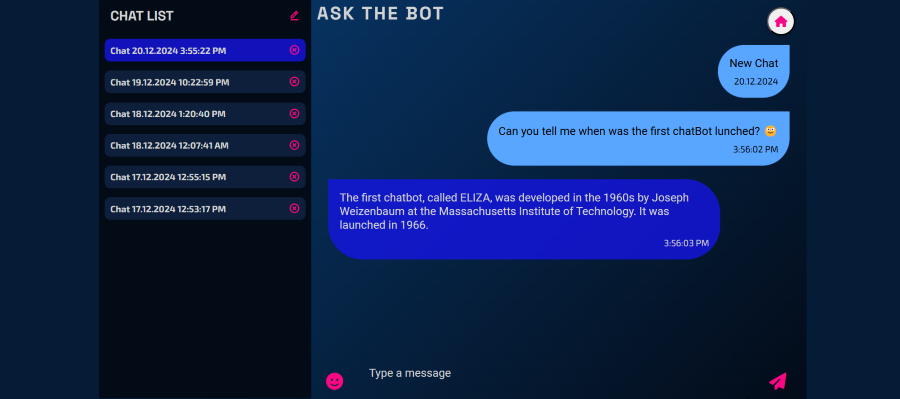 CHAT LIST
Chat 20.12.2024 3:55:22 PM
Chat 19.12.2024 10:22:59 PM
Chat 18.12.2024 1:20:40 PM
Chat 18.12.2024 12:07:41 AM
Chat 17.12.2024 12:55:15 PM
Chat 17.12.2024 12:53:17 PM
ASK THE BOT
New Chat
20.12.2024
Can you tell me when was the first chatBot lunched? 🤗
3:56:02 PM
The first chatbot, called ELIZA, was developed in the 1960s by Joseph
Weizenbaum at the Massachusetts Institute of Technology. It was
launched in 1966.
3:56:03 PM
Type a message